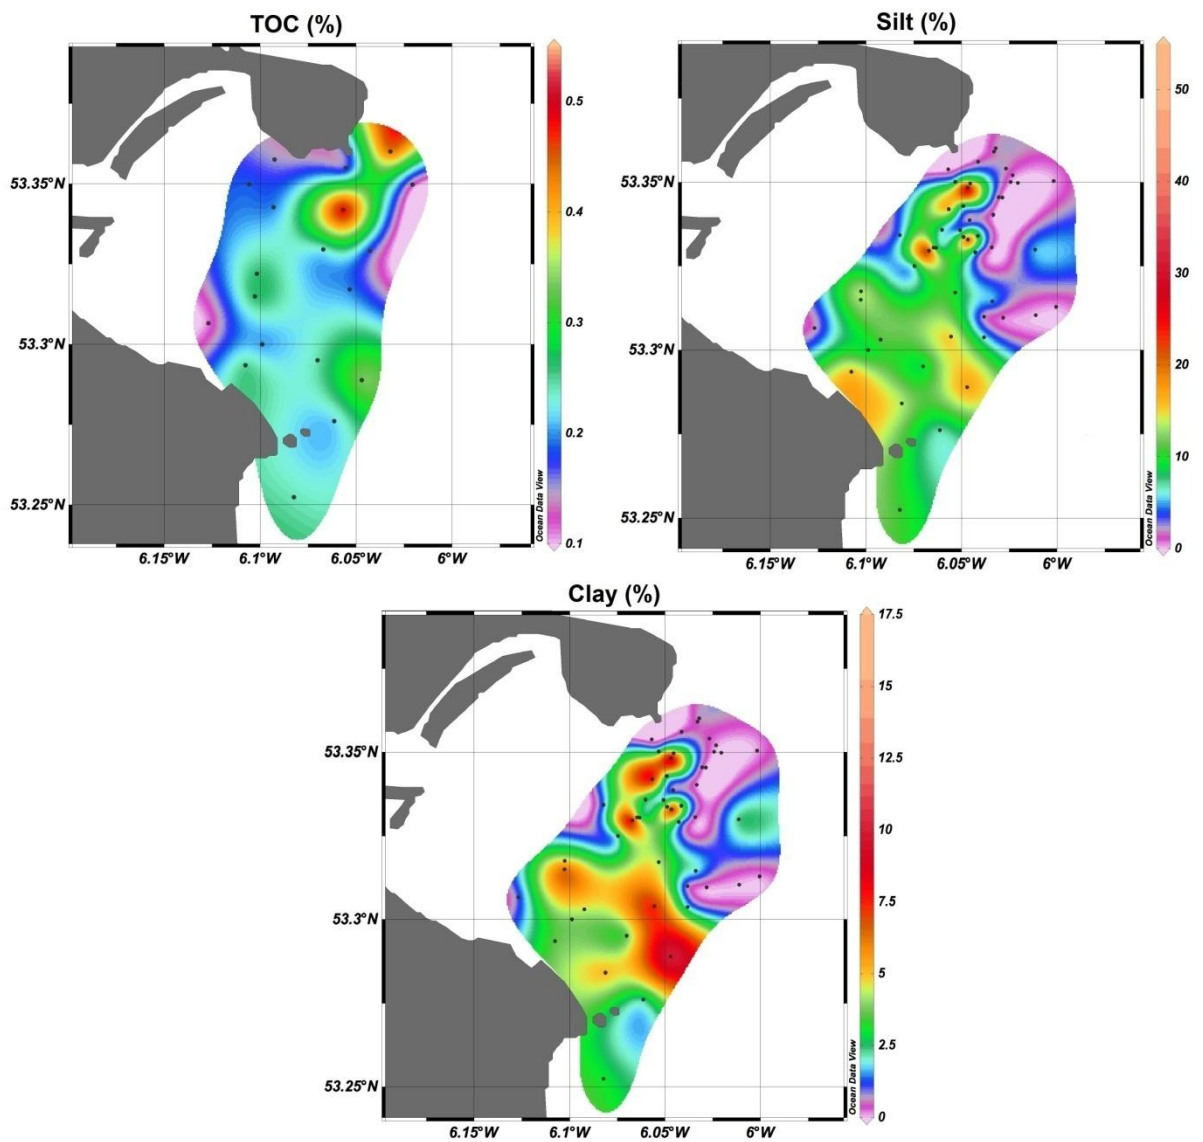 TOC (%)
53.35°N
53.3°N
53.25°N
6.15°W
6.1°W
6.05°W
6°W
0.5
0.4
0.3
0.2
0.1
Ocean Data View
Silt (%)
53.35°N
53.3°N
53.25°N
6.15°W
6.1°W
6.05°W
6°W
50
40
30
20
10
0
Ocean Data View
Clay (%)
53.35°N
53.3°N
53.25°N
6.15°W
6.1°W
6.05°W
6°W
17.5
15
12.5
10
7.5
5
2.5
0
Ocean Data View